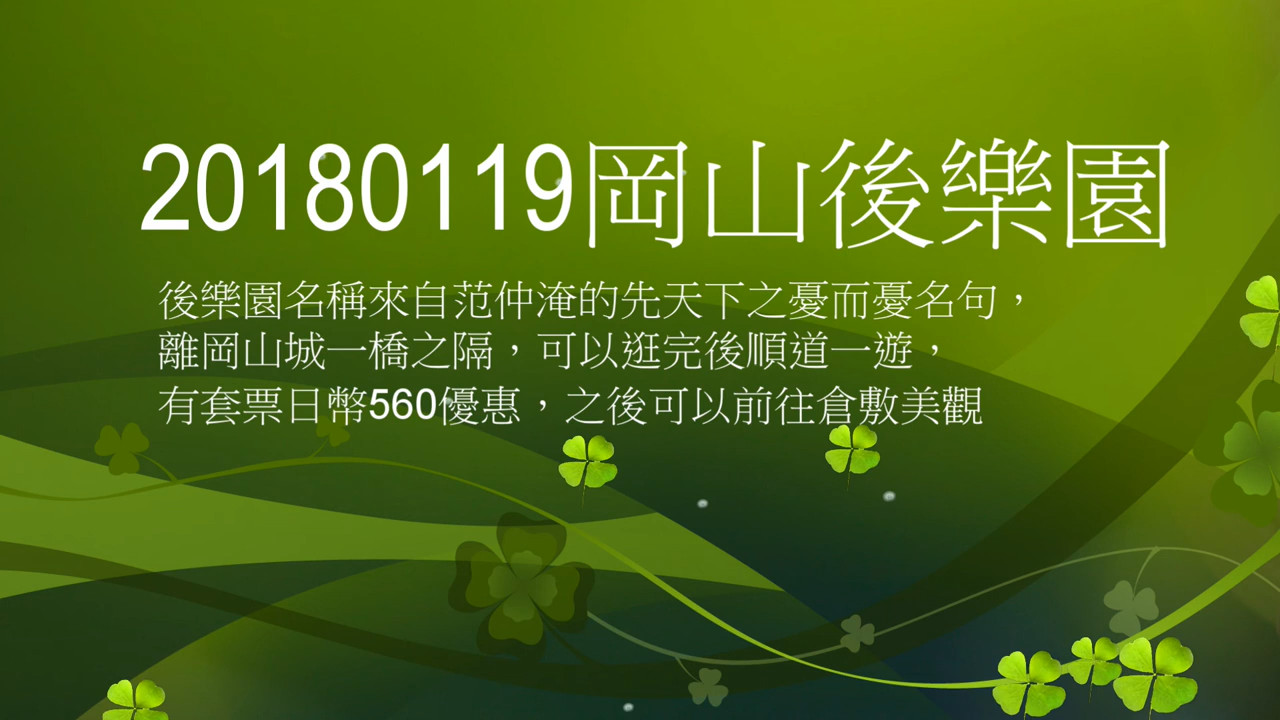 20180119岡山後樂園
後樂園名稱來自范仲淹的先天下之憂而憂名句，
離岡山城一橋之隔，可以逛完後順道一遊，
有套票日幣560優惠，之後可以前往倉敷美觀